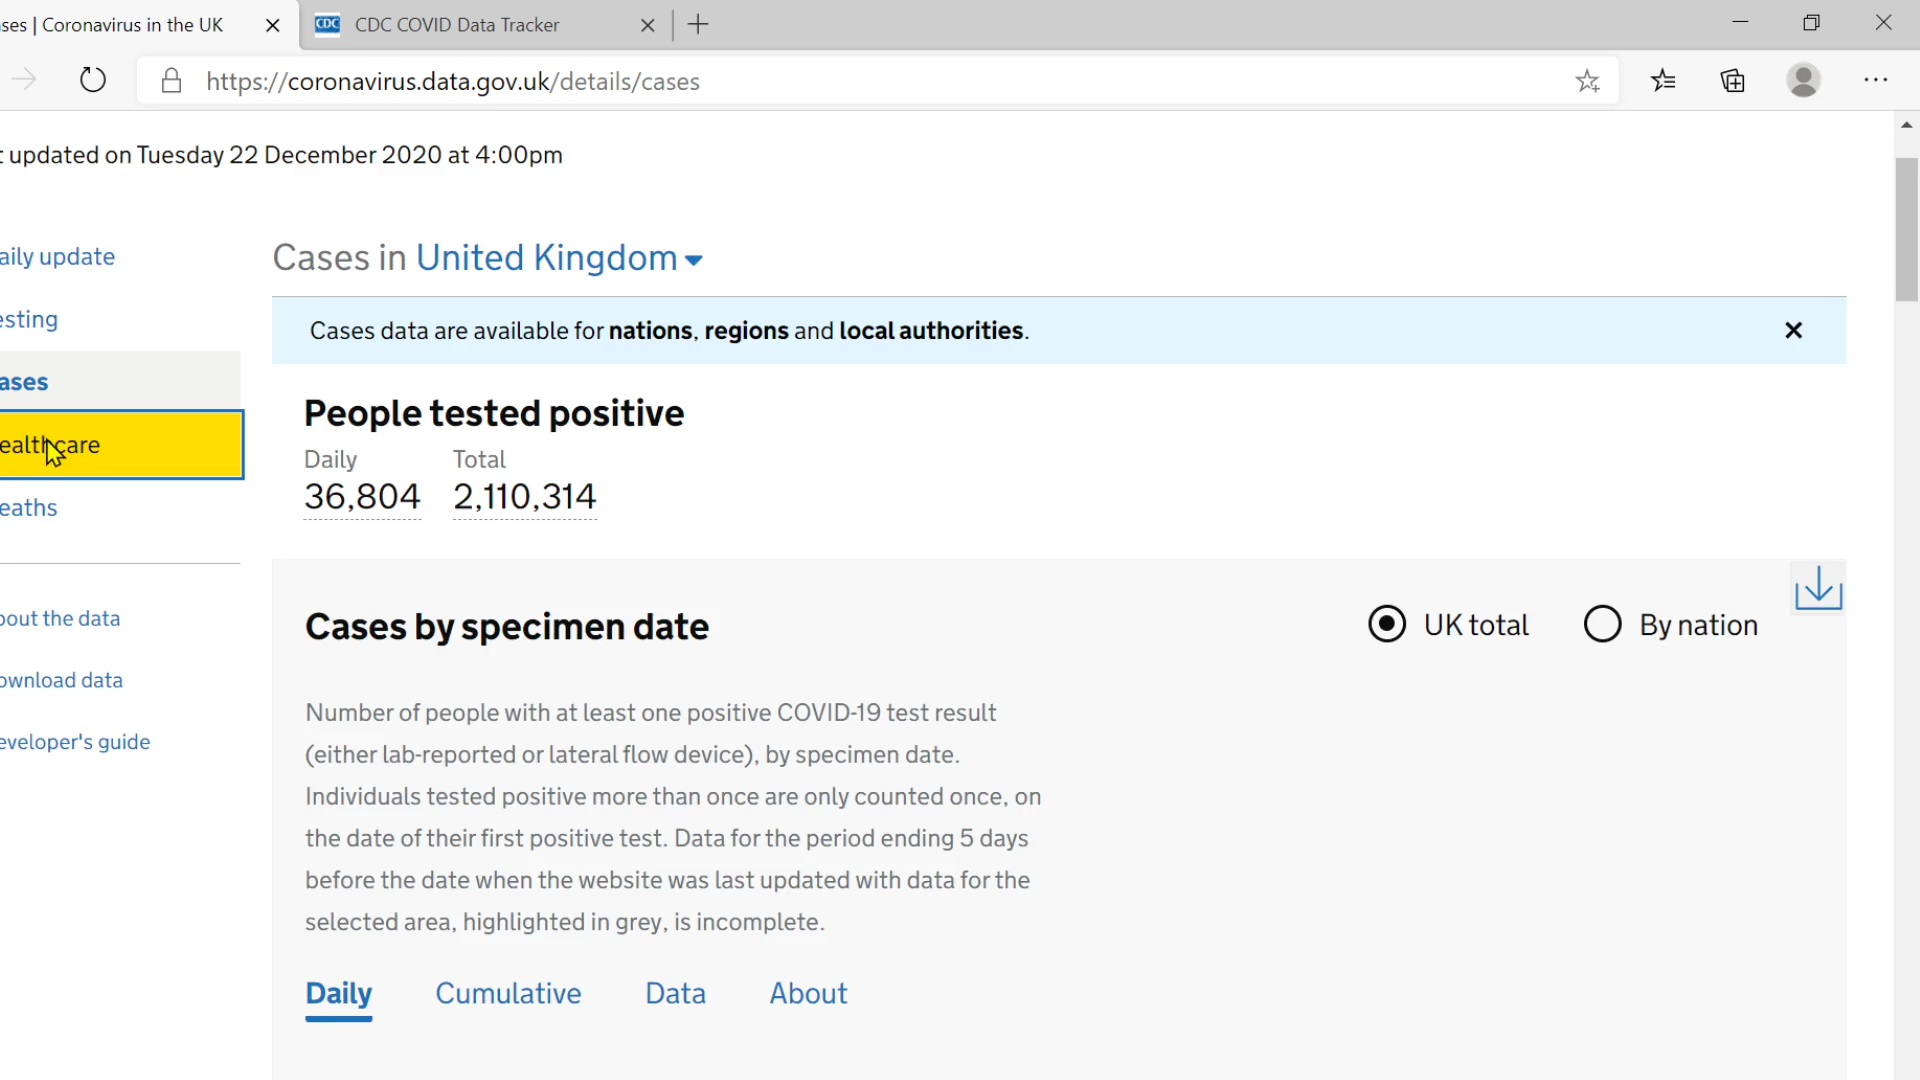 ses | Coronavirus in the UK
CDC CDC COVID Data Tracker
https://coronavirus.data.gov.uk/details/cases
t updated on Tuesday 22 December 2020 at 4:00pm
aily update
esting
ases
ealthcare
eaths
bout the data
ownload data
eveloper's guide
Cases in United Kingdom
Cases data are available for nations, regions and local authorities.
People tested positive
Daily Total
36,804 2,110,314
Cases by specimen date
UK total By nation
Number of people with at least one positive COVID-19 test result
(either lab-reported or lateral flow device), by specimen date.
Individuals tested positive more than once are only counted once, on
the date of their first positive test. Data for the period ending 5 days
before the date when the website was last updated with data for the
selected area, highlighted in grey, is incomplete.
Daily Cumulative Data About